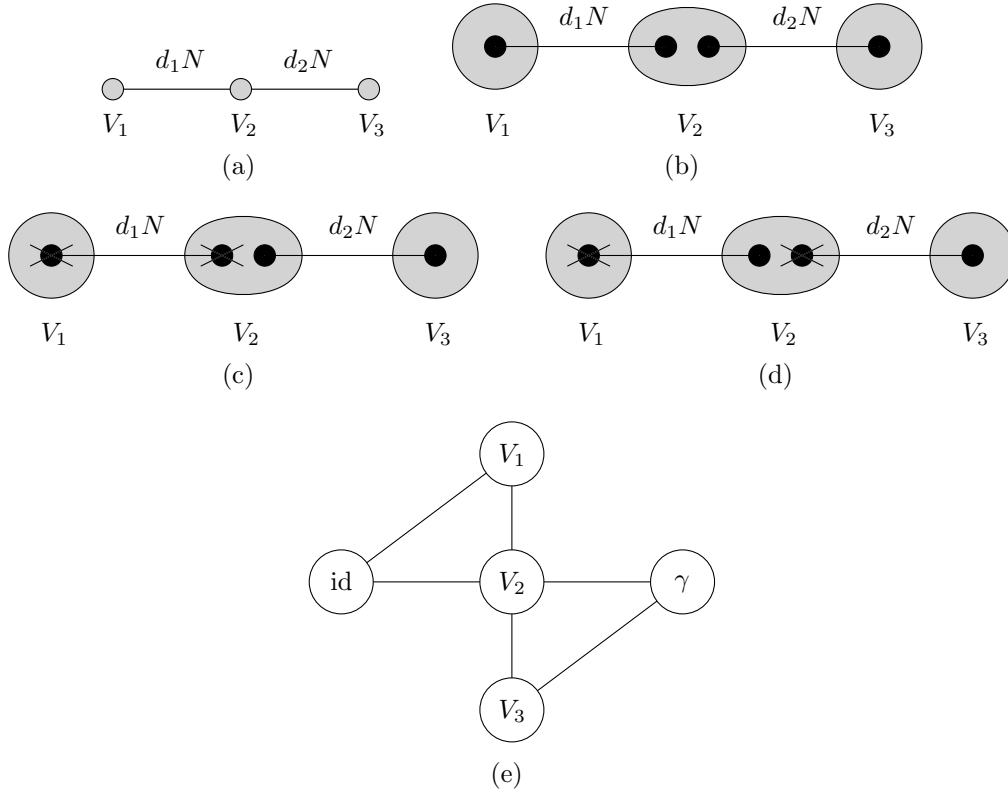 d₁N d₂N
V₁ V₂ V₃
(a)
d₁N d₂N
V₁ V₂ V₃
(b)
d₁N d₂N
V₁ V₂ V₃
(c)
d₁N d₂N
V₁ V₂ V₃
(d)
V₁
id V₂ γ
V₃
(e)